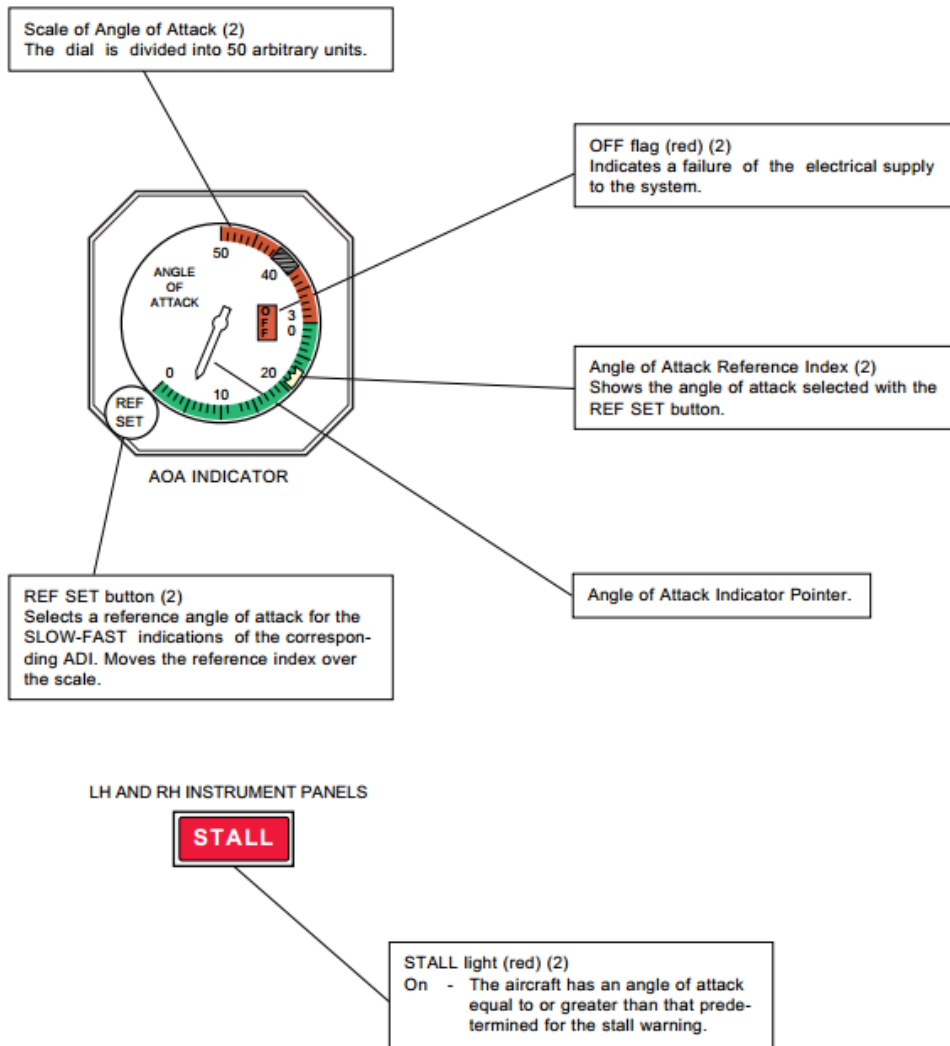 Scale of Angle of Attack (2)
The dial is divided into 50 arbitrary units.
OFF flag (red) (2)
Indicates a failure of the electrical supply
to the system.
50
40
ANGLE
OF
ATTACK
O
F
F
3
0
0
20
10
REF
SET
AOA INDICATOR
Angle of Attack Reference Index (2)
Shows the angle of attack selected with the
REF SET button.
REF SET button (2)
Selects a reference angle of attack for the
SLOW-FAST indications of the correspon-
ding ADI. Moves the reference index over
the scale.
Angle of Attack Indicator Pointer.
LH AND RH INSTRUMENT PANELS
STALL
STALL light (red) (2)
On - The aircraft has an angle of attack
equal to or greater than that prede-
termined for the stall warning.